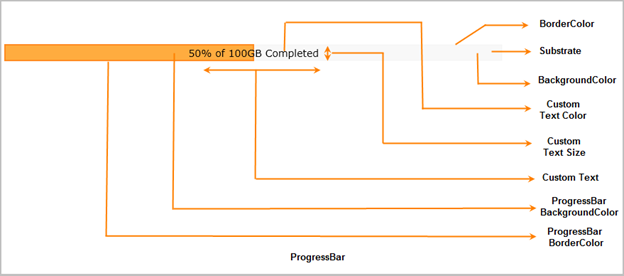 BorderColor
50% of 100GB Completed
Substrate
BackgroundColor
Custom
Text Color
Custom
Text Size
Custom Text
ProgressBar
BackgroundColor
ProgressBar
BorderColor
ProgressBar